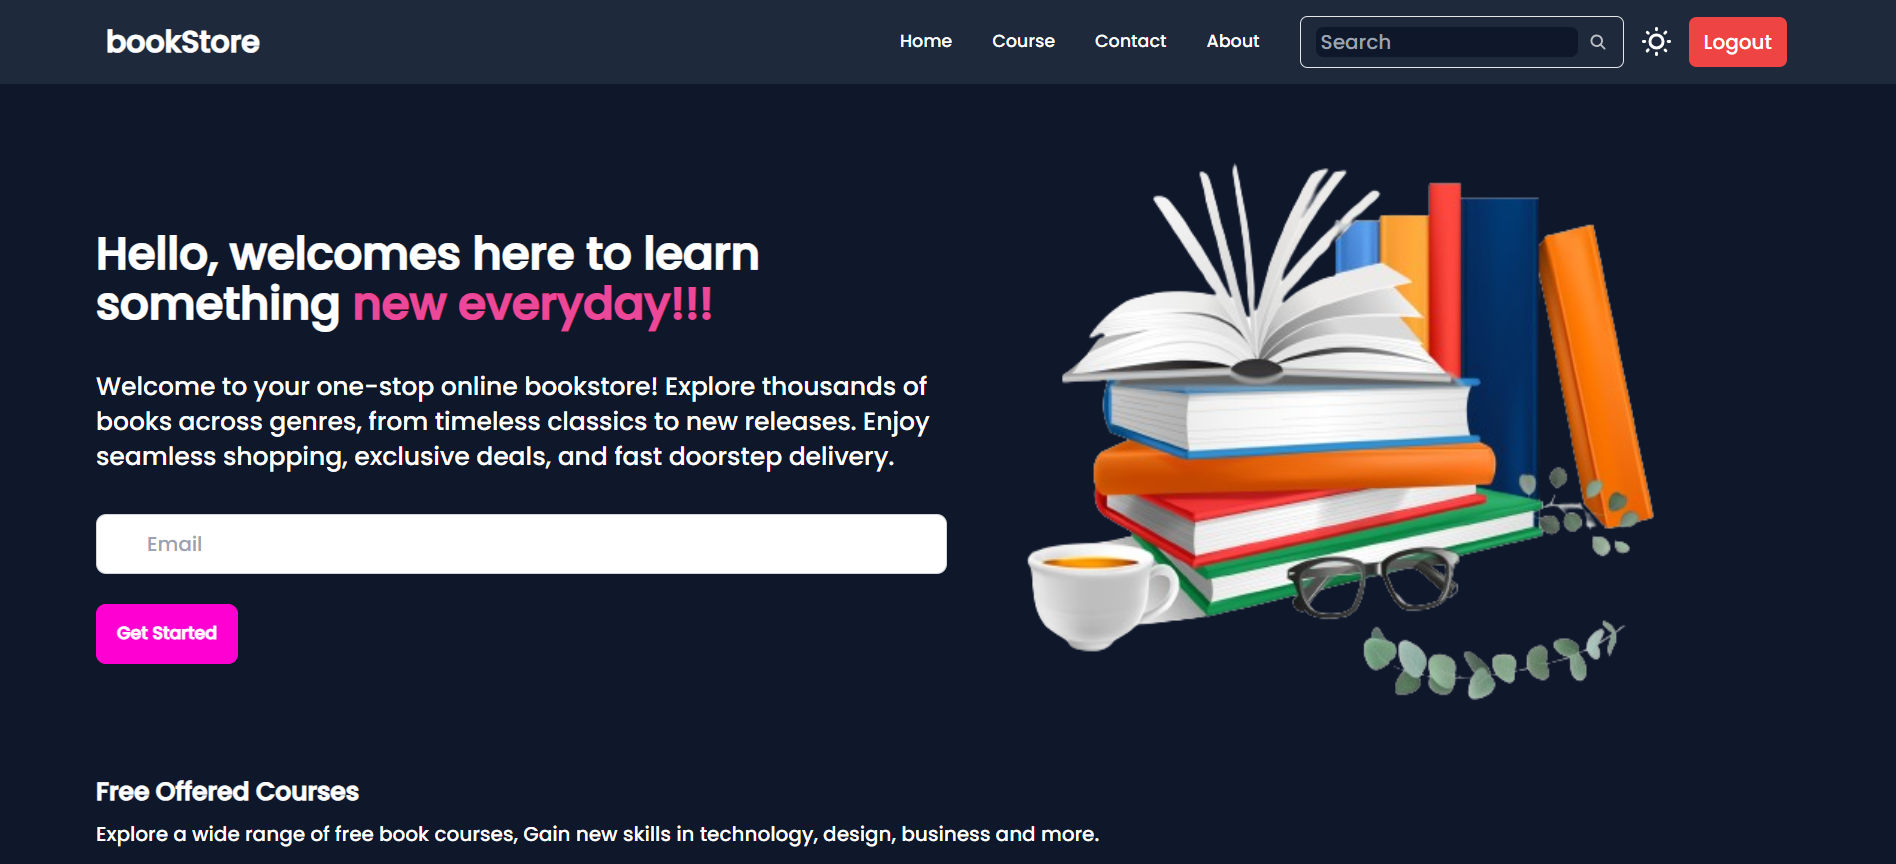 bookStore
Home
Course
Contact
About
Search
Logout
Hello, welcomes here to learn
something new everyday!!!
Welcome to your one-stop online bookstore! Explore thousands of
books across genres, from timeless classics to new releases. Enjoy
seamless shopping, exclusive deals, and fast doorstep delivery.
Email
Get Started
Free Offered Courses
Explore a wide range of free book courses, Gain new skills in technology, design, business and more.